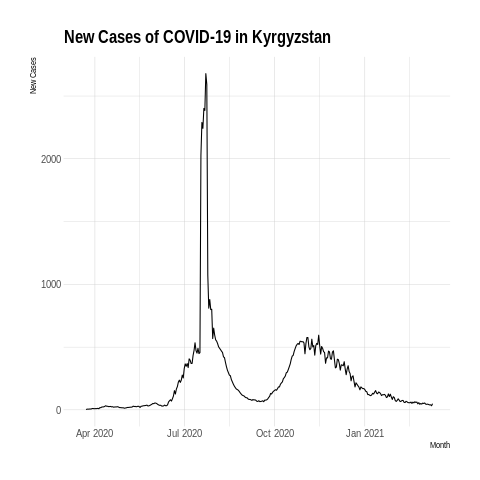 New Cases of COVID-19 in Kyrgyzstan
New Cases
2000
1000
0
Apr 2020
Jul 2020
Oct 2020
Jan 2021
Month